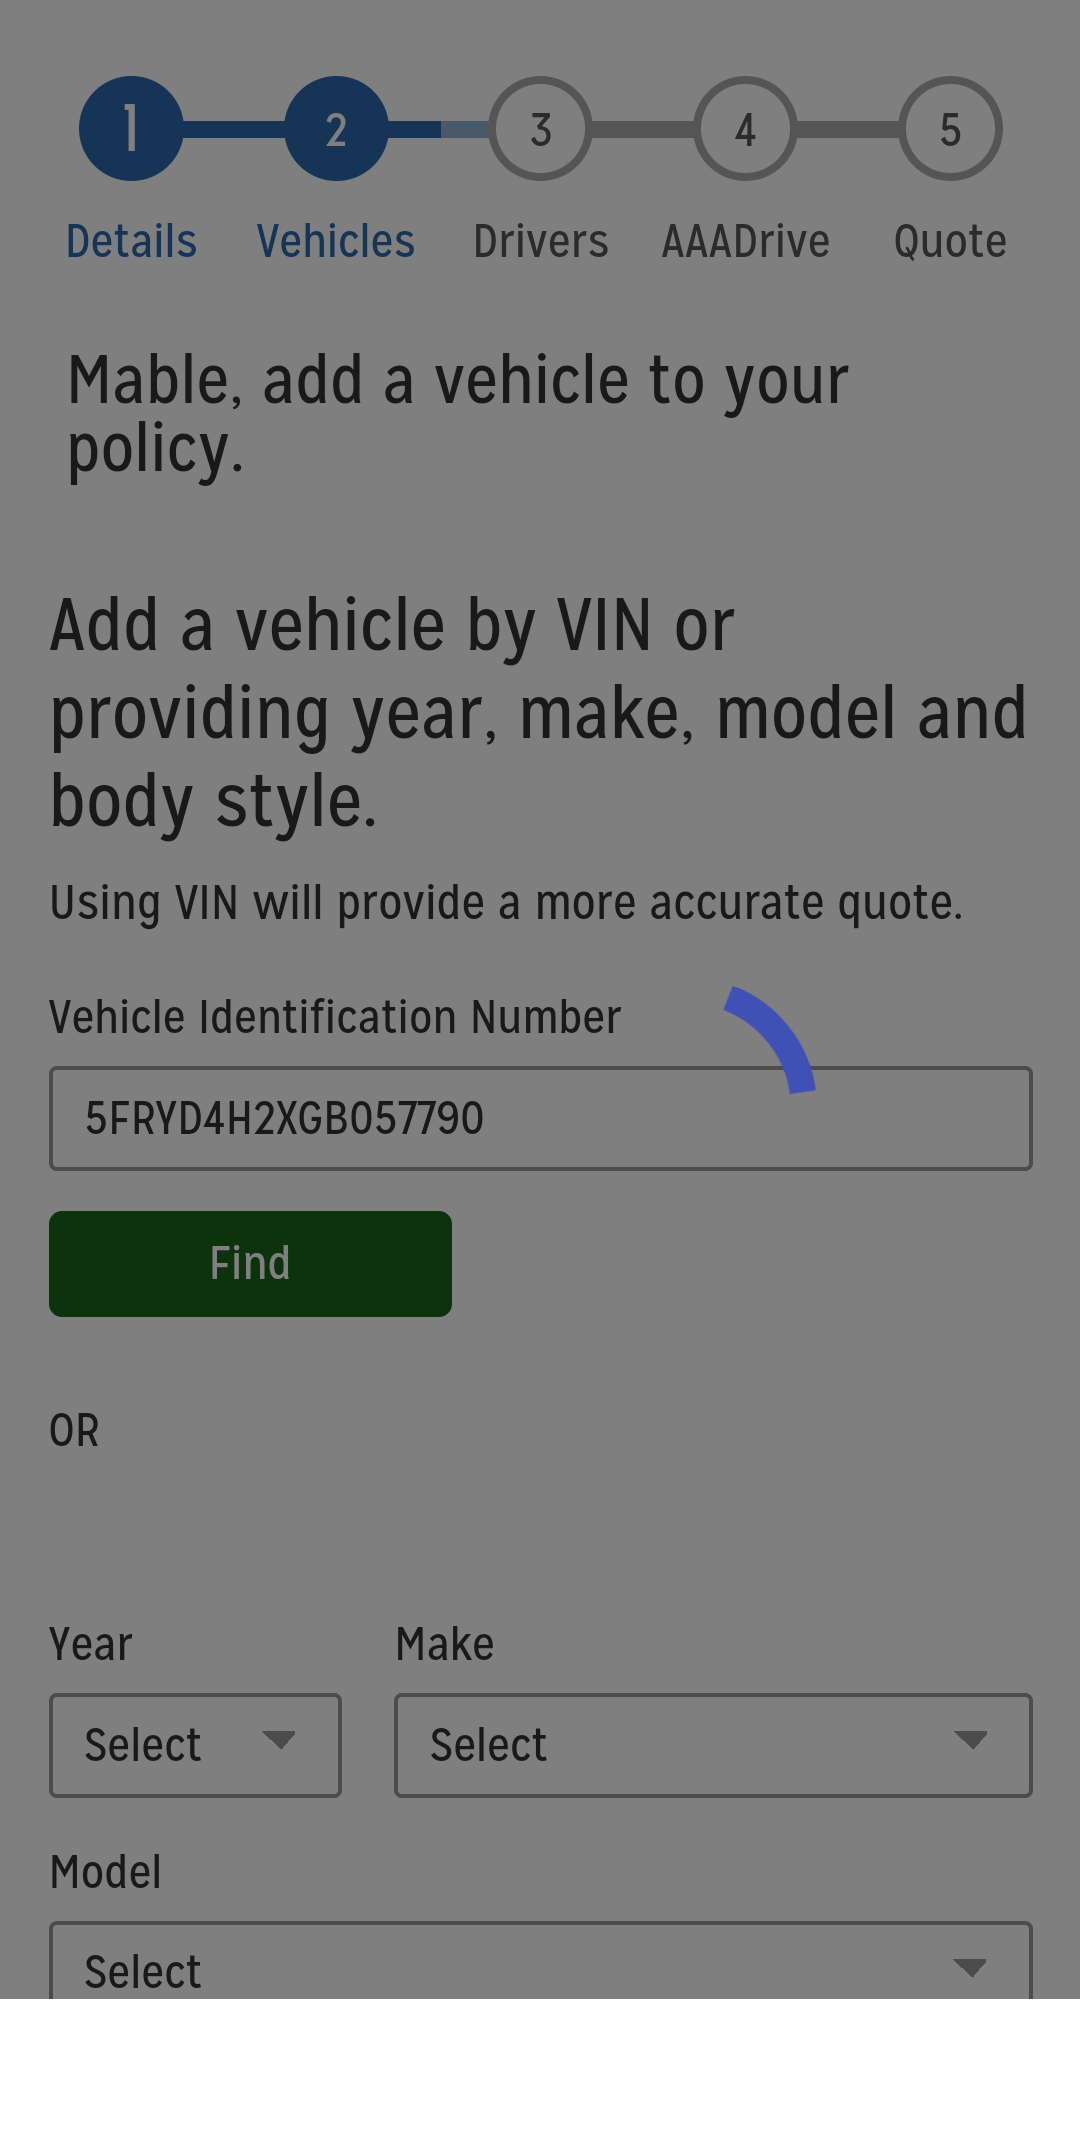 1 2 3 4 5
Details Vehicles Drivers AAADrive Quote
Mable, add a vehicle to your
policy.
Add a vehicle by VIN or
providing year, make, model and
body style.
Using VIN will provide a more accurate quote.
Vehicle Identification Number
5FRYD4H2XGB057790
Find
OR
Year Make
Select Select
Model
Select